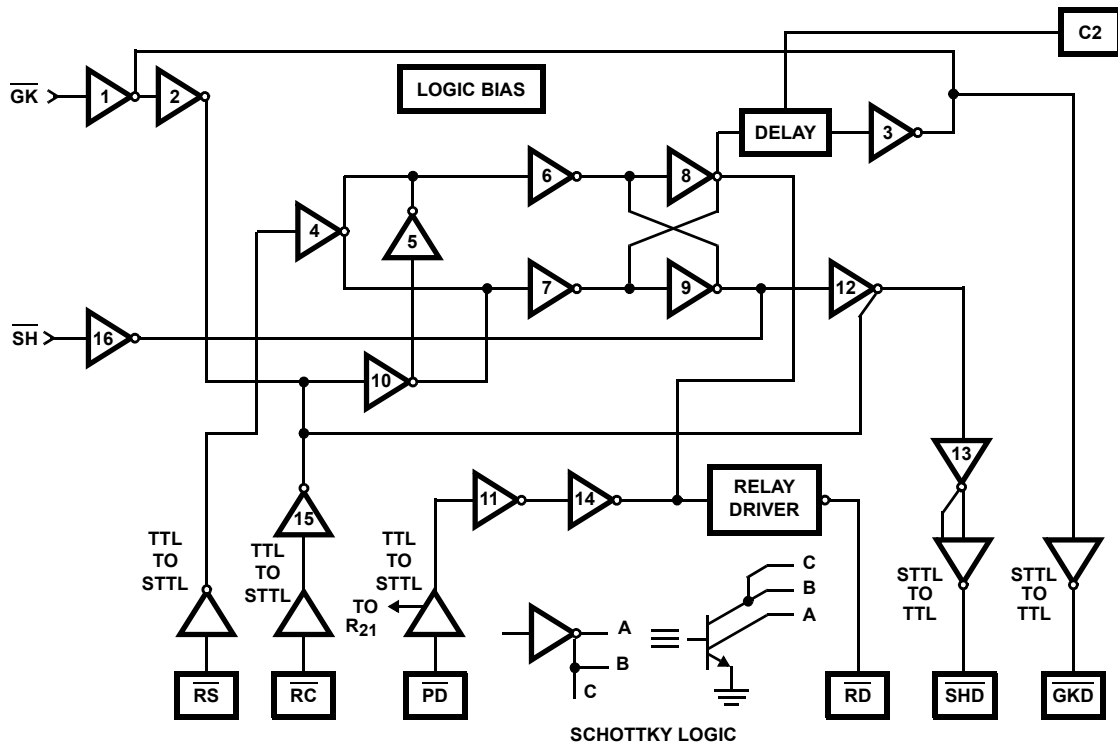 C2
GK
1
2
LOGIC BIAS
DELAY
3
6
8
4
5
7
9
12
SH
16
10
13
11
14
RELAY
DRIVER
15
TTL
TO
STTL
TTL
TO
STTL
TTL
TO
STTL
TO
R21
A
B
C
C
B
A
STTL
TO
TTL
STTL
TO
TTL
RS
RC
PD
RD
SHD
GKD
SCHOTTKY LOGIC